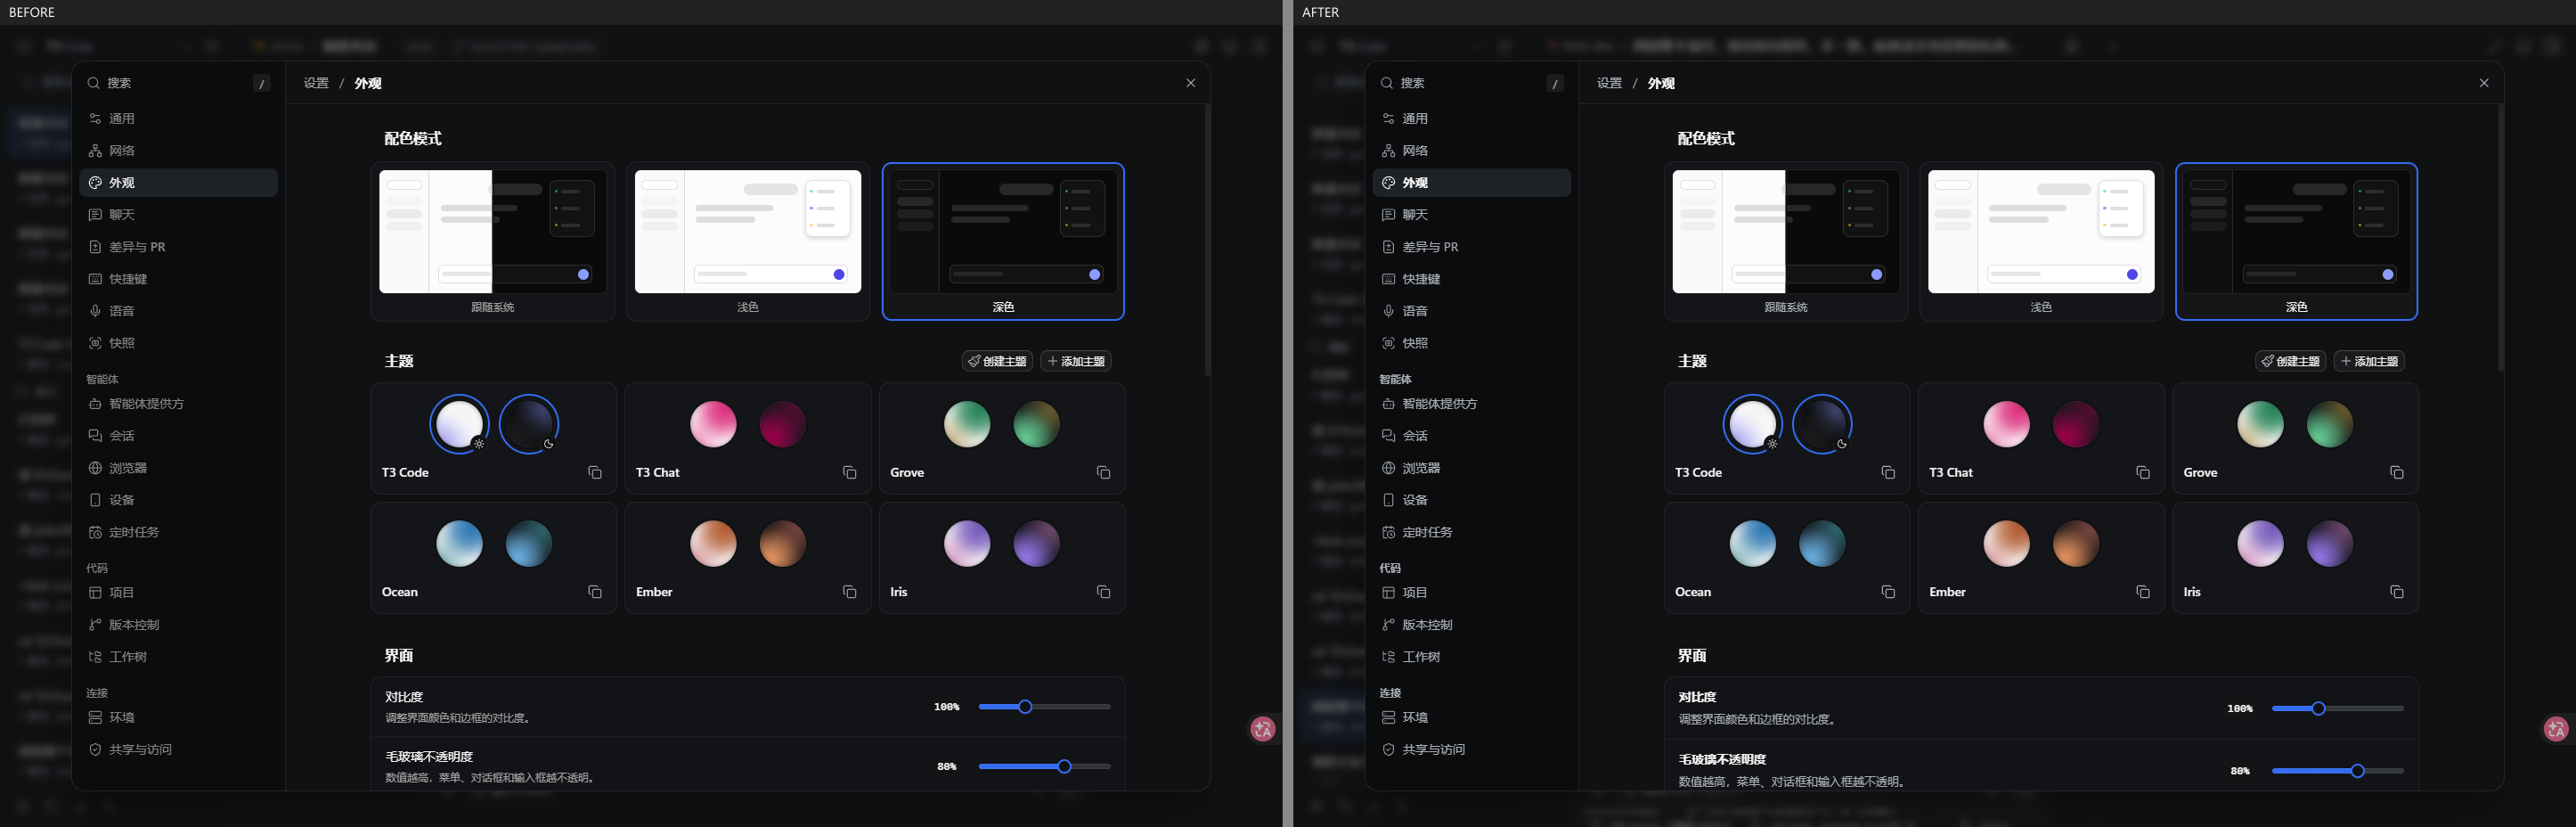 BEFORE
搜索
/
通用
网络
外观
聊天
差异与 PR
快捷键
语音
快照
智能体
智能体提供方
会话
浏览器
设备
定时任务
代码
项目
版本控制
工作树
连接
环境
共享与访问
设置 / 外观
配色模式
跟随系统
浅色
深色
主题
创建主题
添加主题
T3 Code
T3 Chat
Grove
Ocean
Ember
Iris
界面
对比度
调整界面颜色和边框的对比度。
100%
毛玻璃不透明度
数值越高，菜单、对话框和输入框越不透明。
80%
AFTER
搜索
/
通用
网络
外观
聊天
差异与 PR
快捷键
语音
快照
智能体
智能体提供方
会话
浏览器
设备
定时任务
代码
项目
版本控制
工作树
连接
环境
共享与访问
设置 / 外观
配色模式
跟随系统
浅色
深色
主题
创建主题
添加主题
T3 Code
T3 Chat
Grove
Ocean
Ember
Iris
界面
对比度
调整界面颜色和边框的对比度。
100%
毛玻璃不透明度
数值越高，菜单、对话框和输入框越不透明。
80%